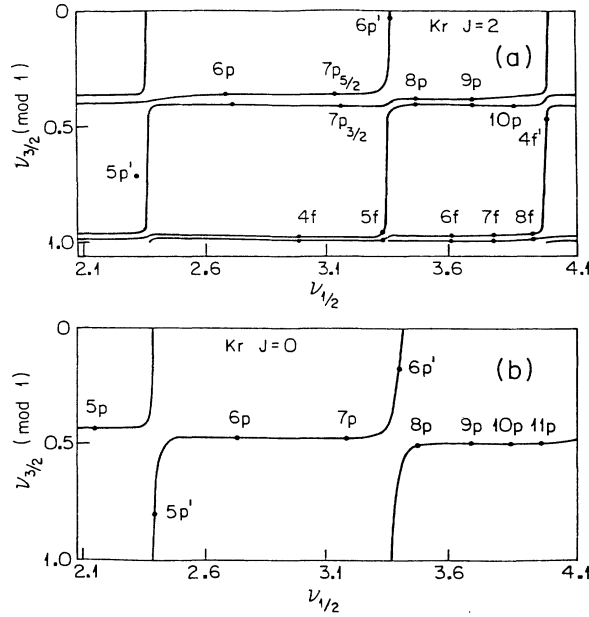 0
6p'
Kr J=2
(a)
6p
7p5/2
8p
9p
ν3/2 (mod 1)
0.5
7p3/2
10p
4f'
5p'
4f
5f
6f
7f
8f
1.0
2.1
2.6
3.1
3.6
4.1
ν1/2
0
Kr J=0
6p'
(b)
5p
6p
7p
8p
9p
10p
11p
ν3/2 (mod 1)
0.5
5p'
1.0
2.1
2.6
3.1
3.6
4.1
ν1/2